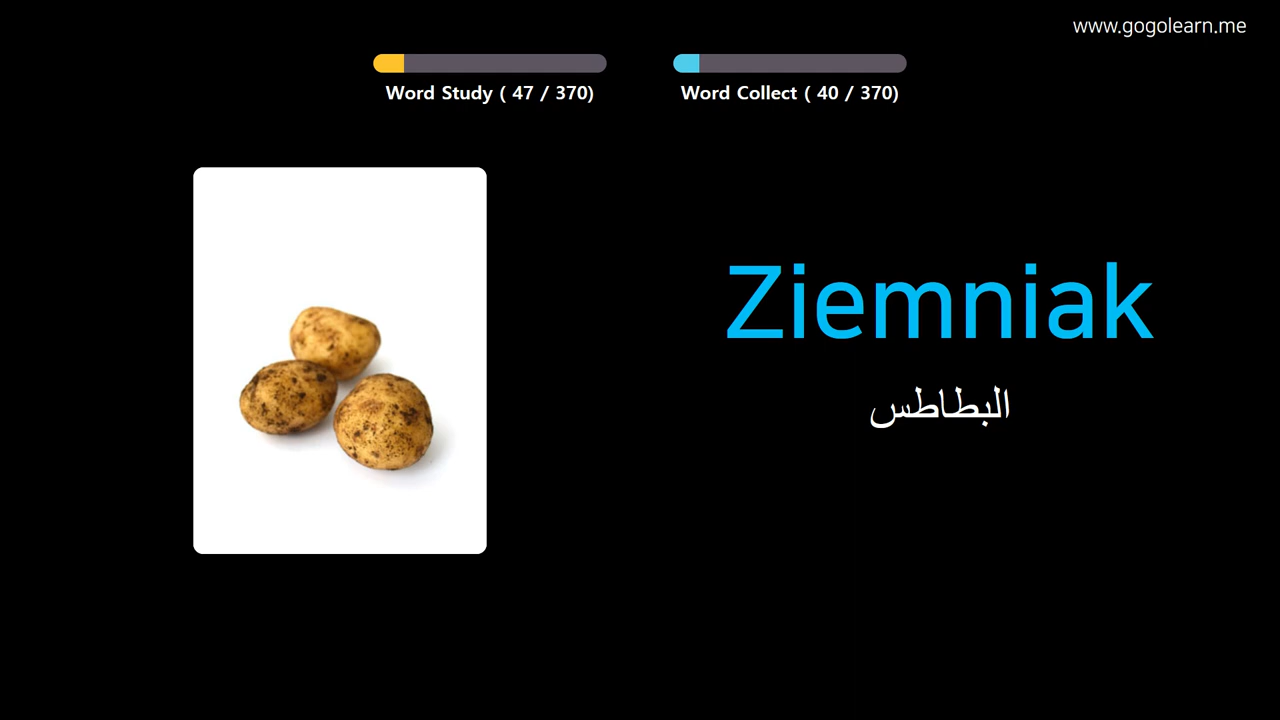 www.gogolearn.me
Word Study ( 47 / 370)
Word Collect ( 40 / 370)
Ziemniak
البطاطس